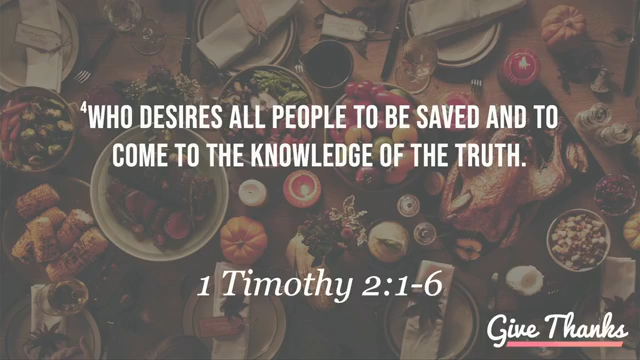 ⁴WHO DESIRES ALL PEOPLE TO BE SAVED AND TO
COME TO THE KNOWLEDGE OF THE TRUTH.
1 Timothy 2:1-6
Give Thanks